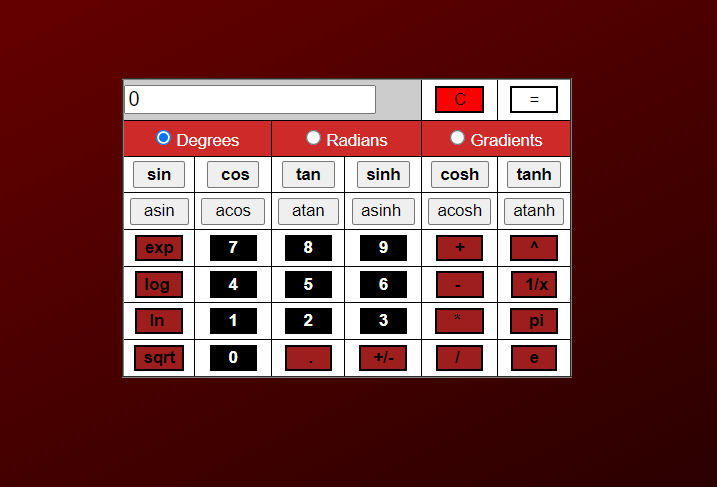 0 C =
Degrees Radians Gradients
sin cos tan sinh cosh tanh
asin acos atan asinh acosh atanh
exp 7 8 9 + ^
log 4 5 6 - 1/x
ln 1 2 3 * pi
sqrt 0 . +/- / e